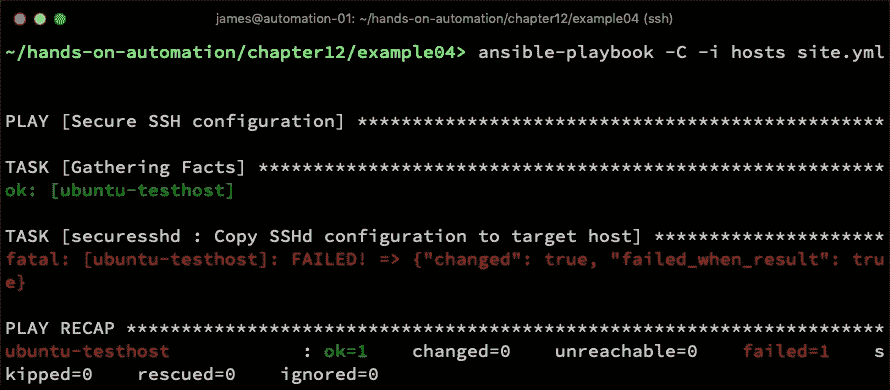 james@automation-01: ~/hands-on-automation/chapter12/example04 (ssh)
~/hands-on-automation/chapter12/example04> ansible-playbook -C -i hosts site.yml
PLAY [Secure SSH configuration] ************************************************
TASK [Gathering Facts] *********************************************************
ok: [ubuntu-testhost]
TASK [securesshd : Copy SSHd configuration to target host] *********************
fatal: [ubuntu-testhost]: FAILED! => {"changed": true, "failed_when_result": tru
e}
PLAY RECAP *********************************************************************
ubuntu-testhost            : ok=1    changed=0    unreachable=0    failed=1    s
kipped=0    rescued=0    ignored=0